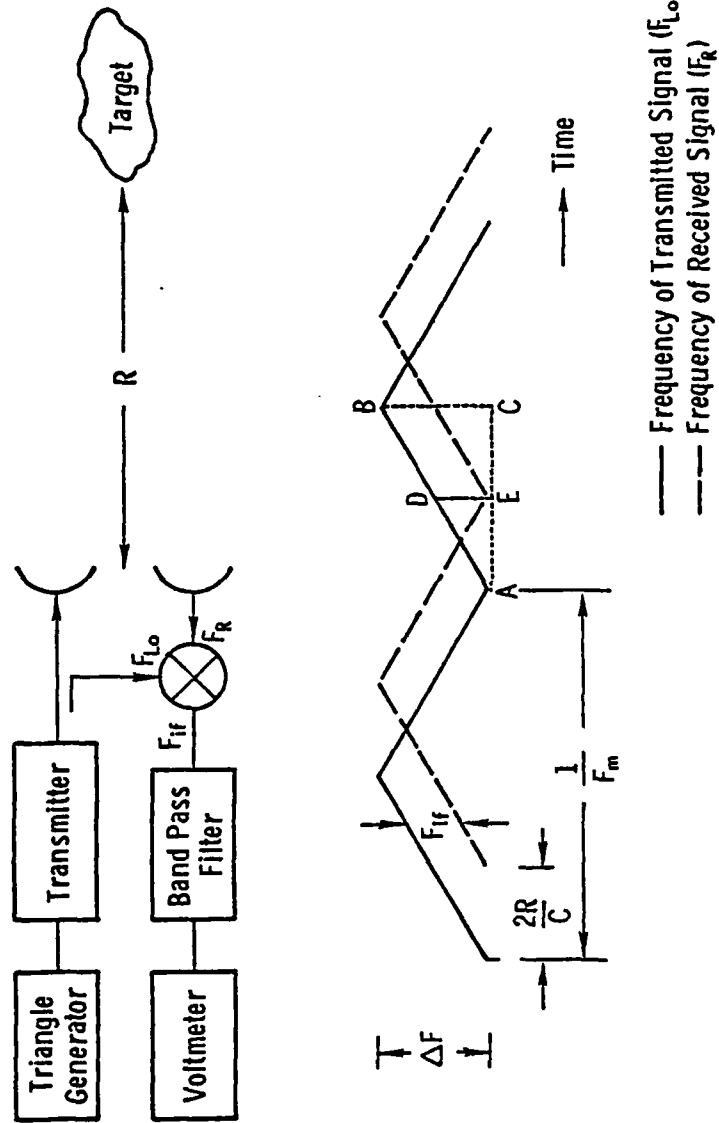 Triangle
Generator
Transmitter
Target
R
F_Lo
F_R
F_if
Voltmeter
Band Pass
Filter
ΔF
B
D
F_if
A
E
C
Time
2R
C
1
F_m
Frequency of Transmitted Signal (F_Lo
Frequency of Received Signal (F_R)